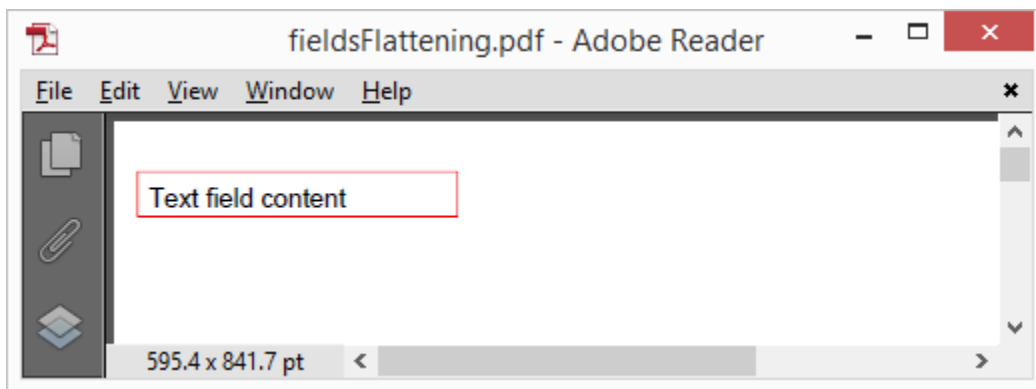 fieldsFlattening.pdf - Adobe Reader
File Edit View Window Help
Text field content
595.4 x 841.7 pt